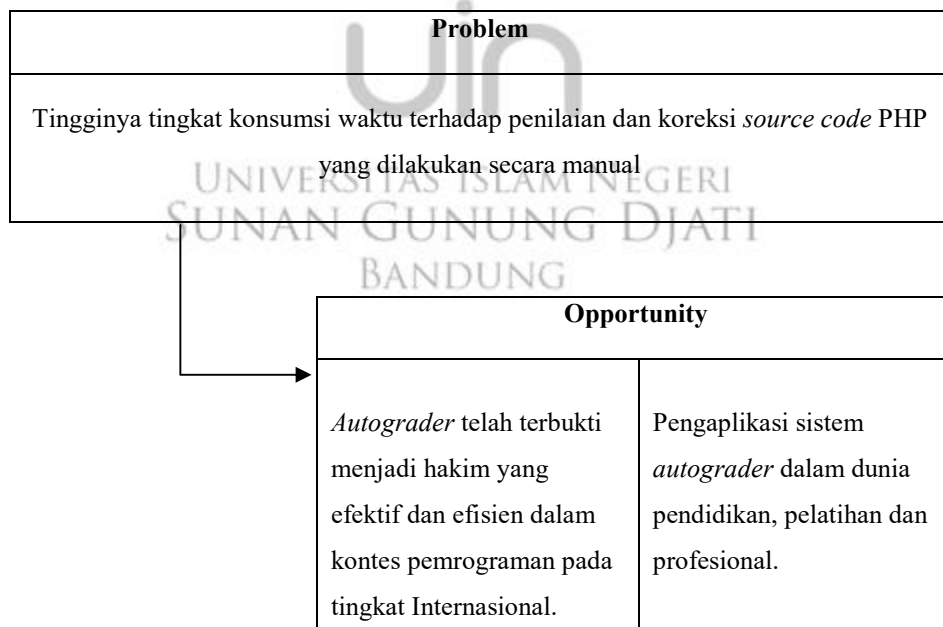 Problem
Tingginya tingkat konsumsi waktu terhadap penilaian dan koreksi source code PHP
yang dilakukan secara manual
uin
UNIVERSITAS ISLAM NEGERI
SUNAN GUNUNG DJATI
BANDUNG
Opportunity
Autograder telah terbukti
menjadi hakim yang
efektif dan efisien dalam
kontes pemrograman pada
tingkat Internasional.
Pengaplikasi sistem
autograder dalam dunia
pendidikan, pelatihan dan
profesional.